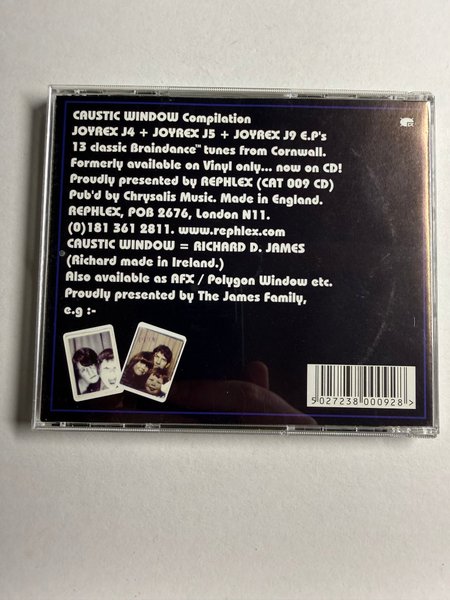 CAUSTIC WINDOW Compilation
JOYREX J4 + JOYREX J5 + JOYREX J9 E.P's
13 classic Braindance™ tunes from Cornwall.
Formerly available on Vinyl only... now on CD!
Proudly presented by REPHLEX (CAT 009 CD)
Pub'd by Chrysalis Music. Made in England.
REPHLEX, POB 2676, London N11.
(0)181 361 2811. www.rephlex.com
CAUSTIC WINDOW = RICHARD D. JAMES
(Richard made in Ireland.)
Also available as AFX / Polygon Window etc.
Proudly presented by The James Family,
e.g :-
5 027238 000928 >